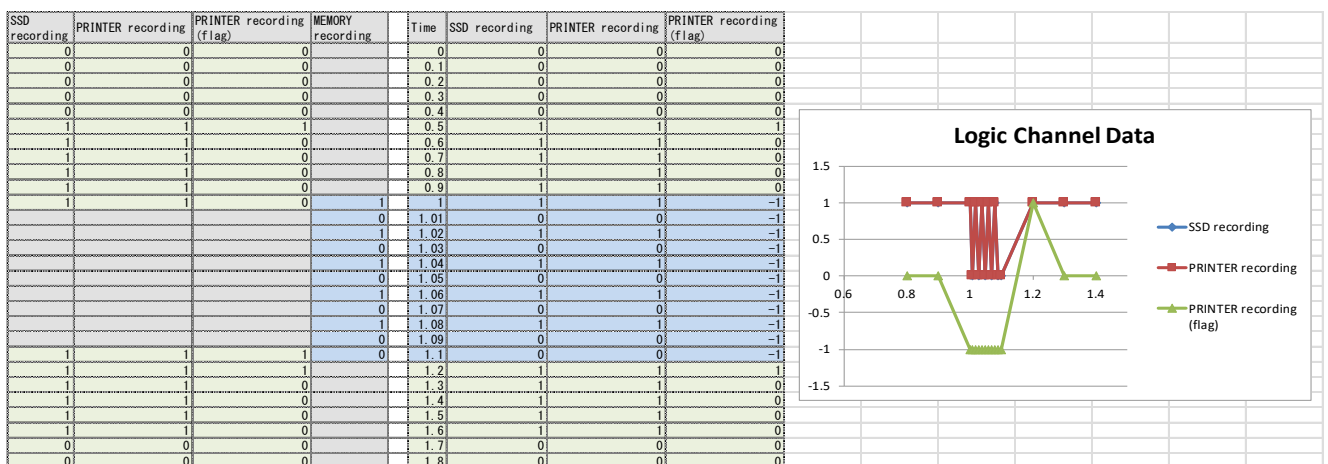 SSD recording PRINTER recording PRINTER recording (flag) MEMORY recording Time SSD recording PRINTER recording PRINTER recording (flag)
0 0 0 0 0 0 0
0 0 0 0.1 0 0 0
0 0 0 0.2 0 0 0
0 0 0 0.3 0 0 0
0 0 0 0.4 0 0 0
1 1 1 0.5 1 1 1
1 1 0 0.6 1 1 0
1 1 0 0.7 1 1 0
1 1 0 0.8 1 1 0
1 1 0 0.9 1 1 0
1 1 0 1 1 1 1 -1
0 1.01 0 0 -1
1 1.02 1 1 -1
0 1.03 0 0 -1
1 1.04 1 1 -1
0 1.05 0 0 -1
1 1.06 1 1 -1
0 1.07 0 0 -1
1 1.08 1 1 -1
0 1.09 0 0 -1
1 1 1 0 1.1 0 0 -1
1 1 1 1.2 1 1 1
1 1 0 1.3 1 1 0
1 1 0 1.4 1 1 0
1 1 0 1.5 1 1 0
1 1 0 1.6 1 1 0
0 0 0 1.7 0 0 0
0 0 0 1.8 0 0 0
Logic Channel Data
1.5
1
0.5
0
-0.5
-1
-1.5
0.6 0.8 1 1.2 1.4
SSD recording
PRINTER recording
PRINTER recording
(flag)